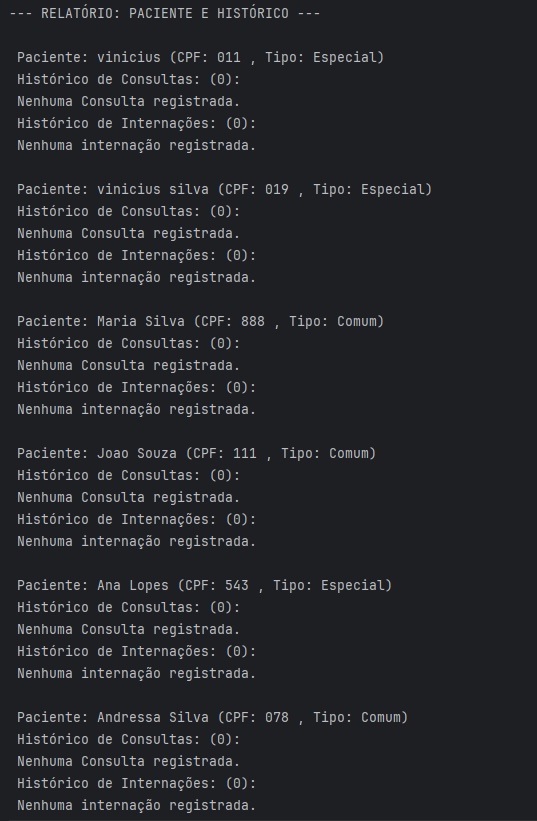 --- RELATÓRIO: PACIENTE E HISTÓRICO ---
Paciente: vinicius (CPF: 011 , Tipo: Especial)
Histórico de Consultas: (0):
Nenhuma Consulta registrada.
Histórico de Internações: (0):
Nenhuma internação registrada.
Paciente: vinicius silva (CPF: 019 , Tipo: Especial)
Histórico de Consultas: (0):
Nenhuma Consulta registrada.
Histórico de Internações: (0):
Nenhuma internação registrada.
Paciente: Maria Silva (CPF: 888 , Tipo: Comum)
Histórico de Consultas: (0):
Nenhuma Consulta registrada.
Histórico de Internações: (0):
Nenhuma internação registrada.
Paciente: Joao Souza (CPF: 111 , Tipo: Comum)
Histórico de Consultas: (0):
Nenhuma Consulta registrada.
Histórico de Internações: (0):
Nenhuma internação registrada.
Paciente: Ana Lopes (CPF: 543 , Tipo: Especial)
Histórico de Consultas: (0):
Nenhuma Consulta registrada.
Histórico de Internações: (0):
Nenhuma internação registrada.
Paciente: Andressa Silva (CPF: 078 , Tipo: Comum)
Histórico de Consultas: (0):
Nenhuma Consulta registrada.
Histórico de Internações: (0):
Nenhuma internação registrada.